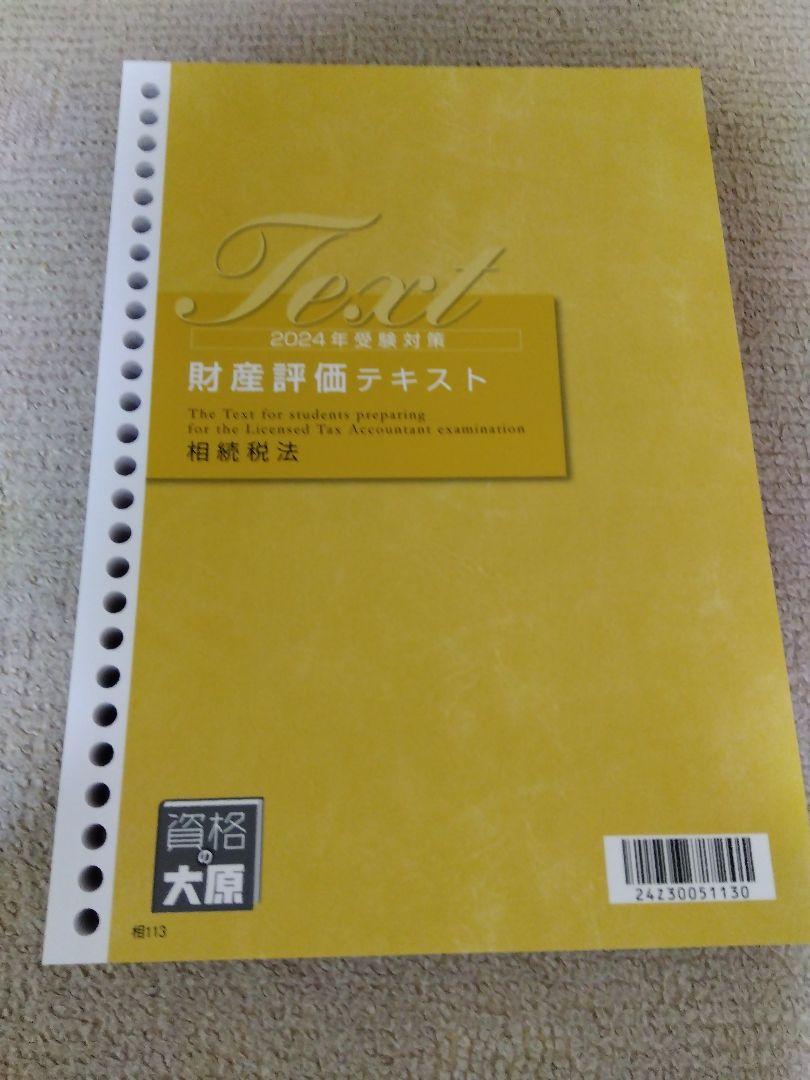 Text
2024年受験対策
財産評価テキスト
The Text for students preparing
for the Licensed Tax Accountant examination
相続税法
資格
の
大原
24Z30051130
相113